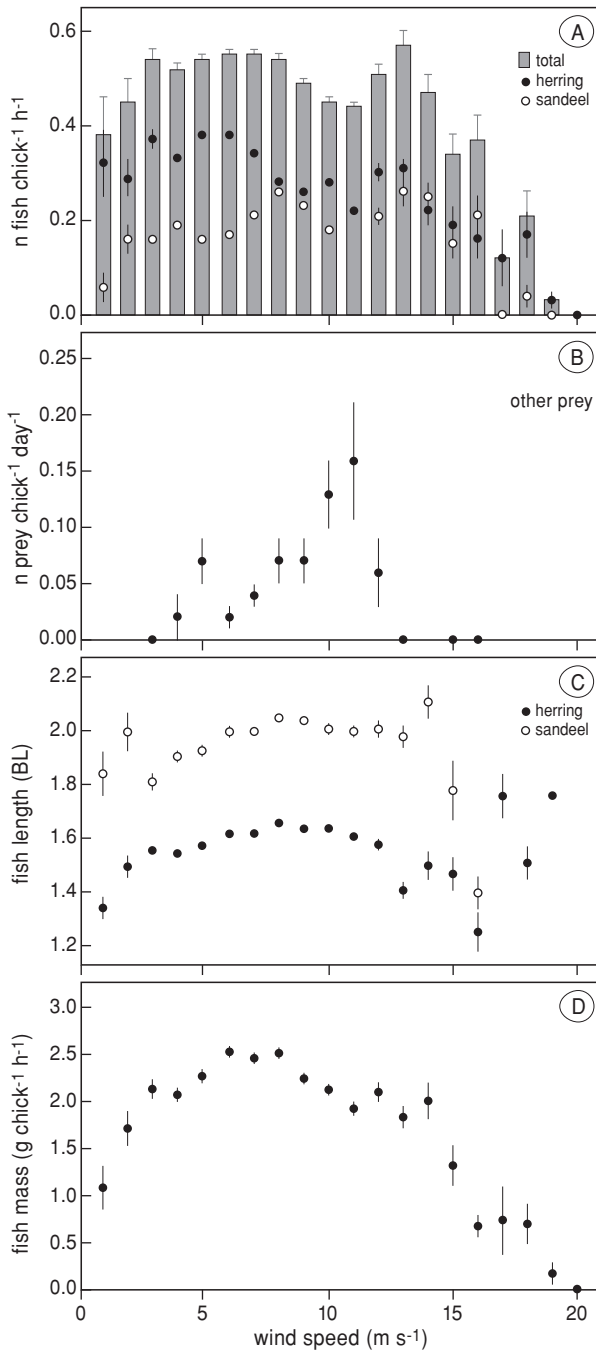 A
total
herring
sandeel
0.6
0.4
0.2
0.0
n fish chick⁻¹ h⁻¹
B
other prey
0.25
0.20
0.15
0.10
0.05
0.00
n prey chick⁻¹ day⁻¹
C
herring
sandeel
2.2
2.0
1.8
1.6
1.4
1.2
fish length (BL)
D
3.0
2.5
2.0
1.5
1.0
0.5
0.0
fish mass (g chick⁻¹ h⁻¹)
0 5 10 15 20
wind speed (m s⁻¹)